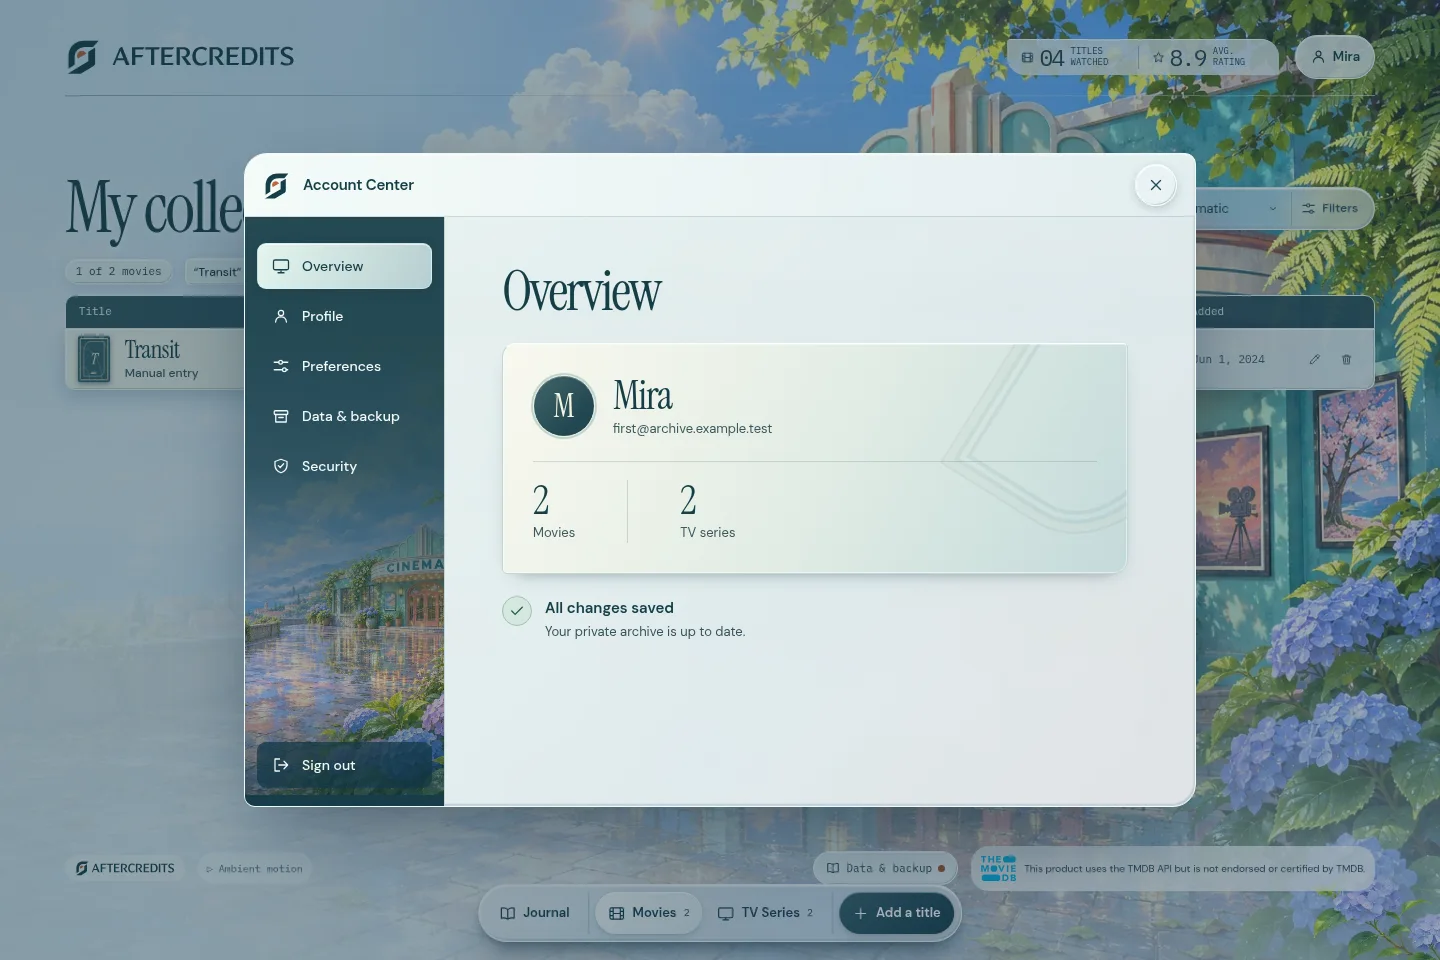 AFTERCREDITS
04 TITLES WATCHED
8.9 AVG. RATING
Mira
My colle
matic
Filters
1 of 2 movies
“Transit”
Title
Added
T
Transit
Manual entry
Jun 1, 2024
Account Center
Overview
Profile
Preferences
Data & backup
Security
CINEMA
Sign out
Overview
M
Mira
first@archive.example.test
2
Movies
2
TV series
All changes saved
Your private archive is up to date.
AFTERCREDITS
▷ Ambient motion
Data & backup
THE MOVIE DB
This product uses the TMDB API but is not endorsed or certified by TMDB.
Journal
Movies 2
TV Series 2
Add a title